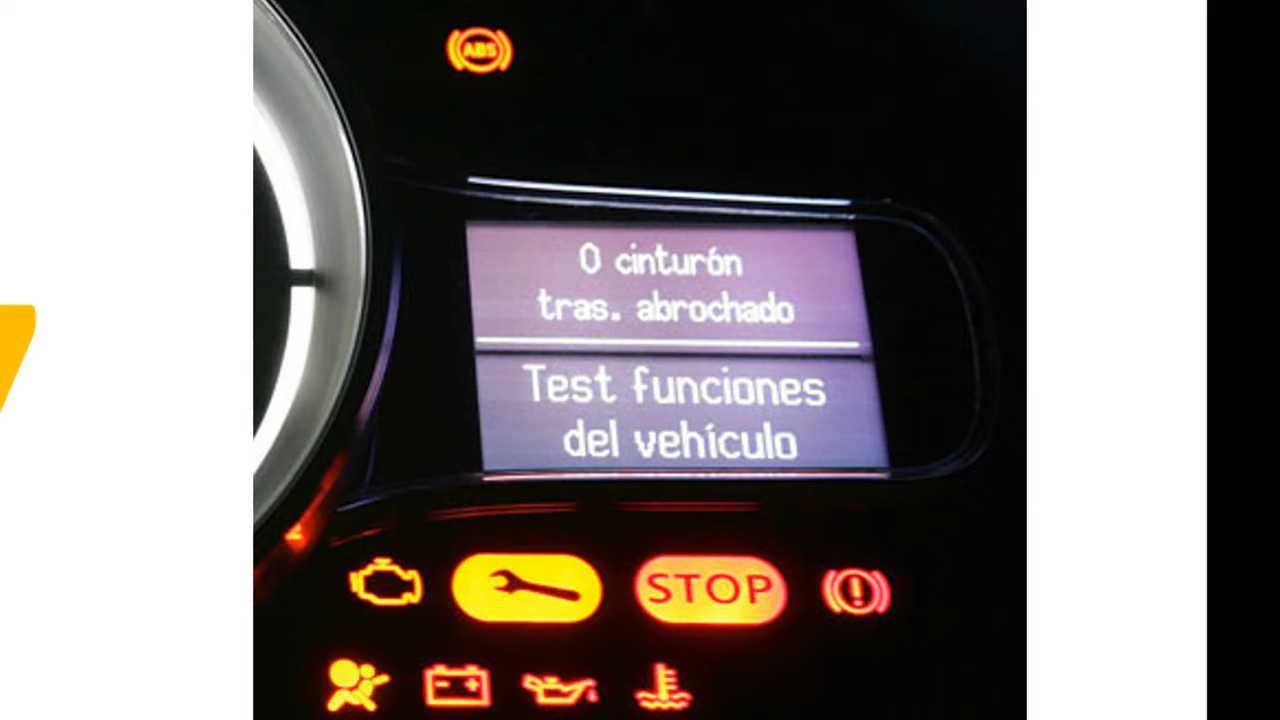 ABS
0 cinturón
tras. abrochado
Test funciones
del vehículo
STOP